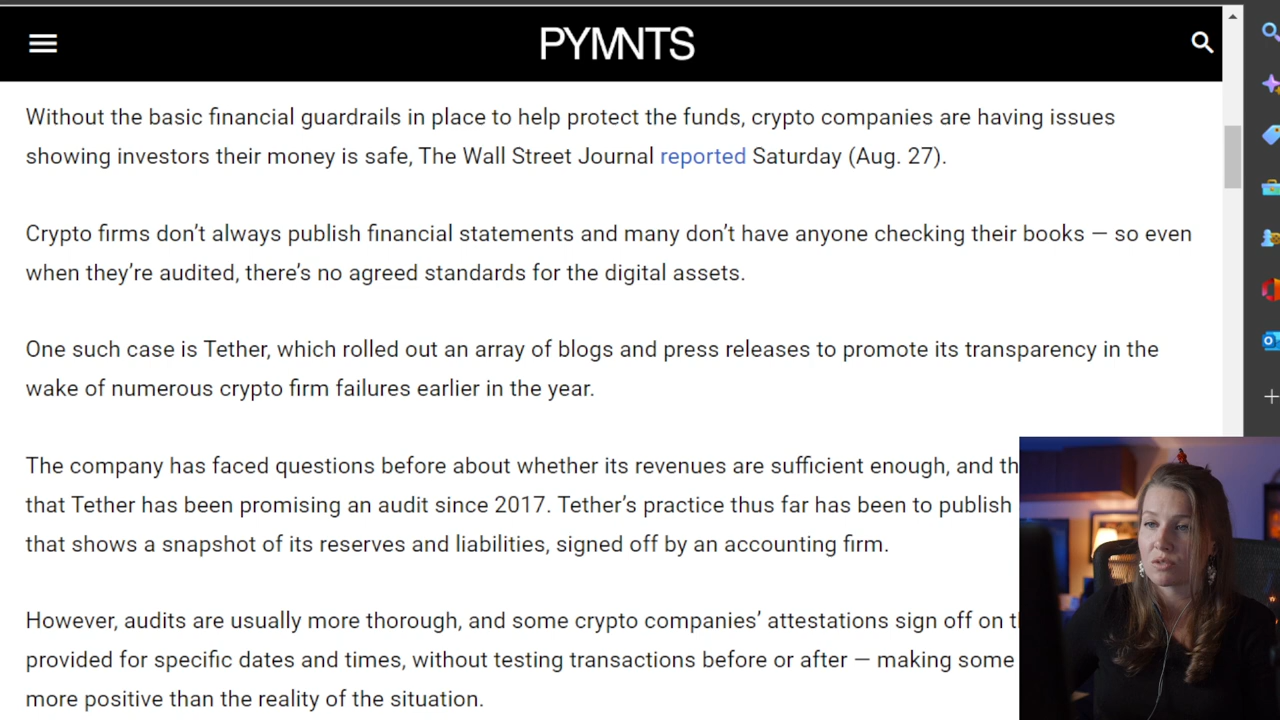 PYMNTS
Without the basic financial guardrails in place to help protect the funds, crypto companies are having issues
showing investors their money is safe, The Wall Street Journal reported Saturday (Aug. 27).
Crypto firms don’t always publish financial statements and many don’t have anyone checking their books — so even
when they’re audited, there’s no agreed standards for the digital assets.
One such case is Tether, which rolled out an array of blogs and press releases to promote its transparency in the
wake of numerous crypto firm failures earlier in the year.
The company has faced questions before about whether its revenues are sufficient enough, and
that Tether has been promising an audit since 2017. Tether’s practice thus far has been to publish
that shows a snapshot of its reserves and liabilities, signed off by an accounting firm.
However, audits are usually more thorough, and some crypto companies’ attestations sign off on
provided for specific dates and times, without testing transactions before or after — making some
more positive than the reality of the situation.